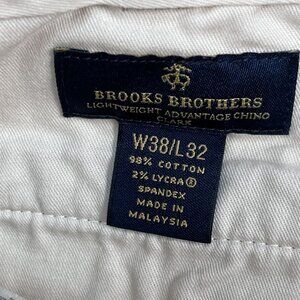 BROOKS BROTHERS
LIGHTWEIGHT ADVANTAGE CHINO
CLARK
W38/L32
98% COTTON
2% LYCRA®
SPANDEX
MADE IN
MALAYSIA